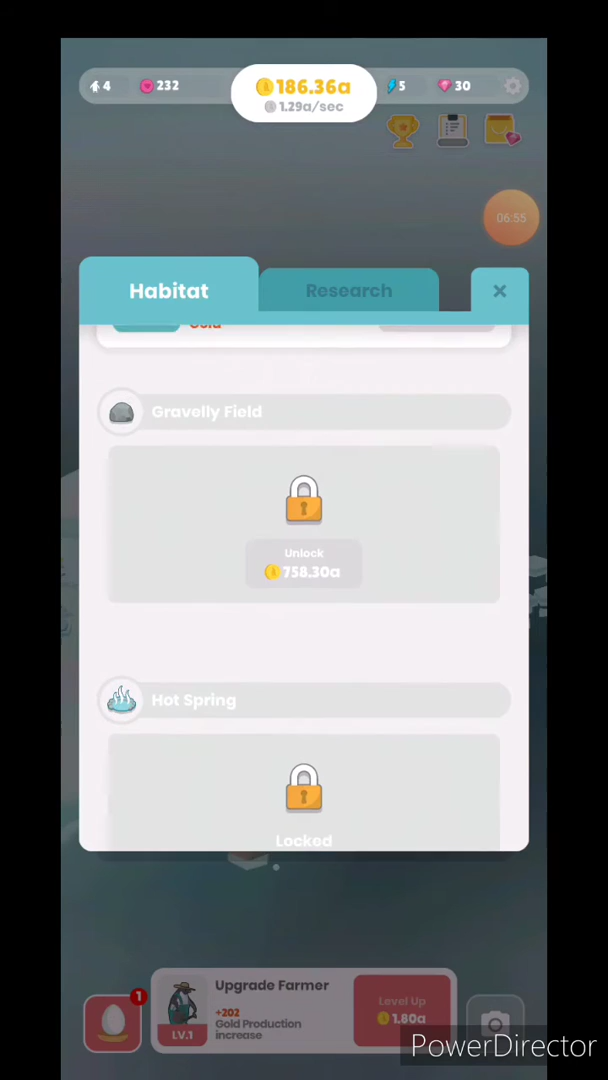 4 232 186.36a 5 30
1.29a/sec
06:55
Habitat Research ×
Gravelly Field
Unlock
758.30a
Hot Spring
Locked
1
Upgrade Farmer
+202
Gold Production
increase
LV.1
Level Up
1.80a
PowerDirector